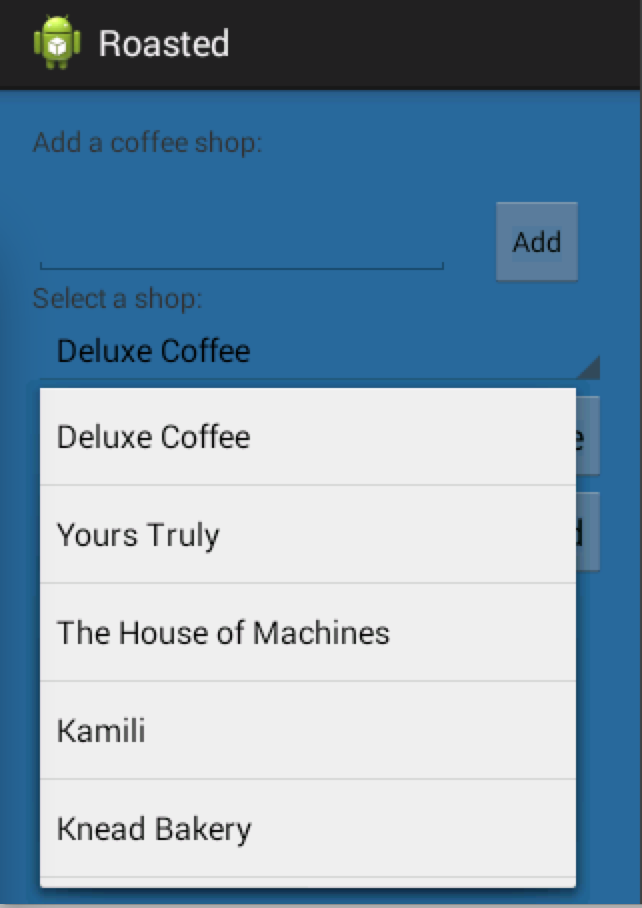 Roasted
Add a coffee shop:
Add
Select a shop:
Deluxe Coffee
Deluxe Coffee
Yours Truly
The House of Machines
Kamili
Knead Bakery